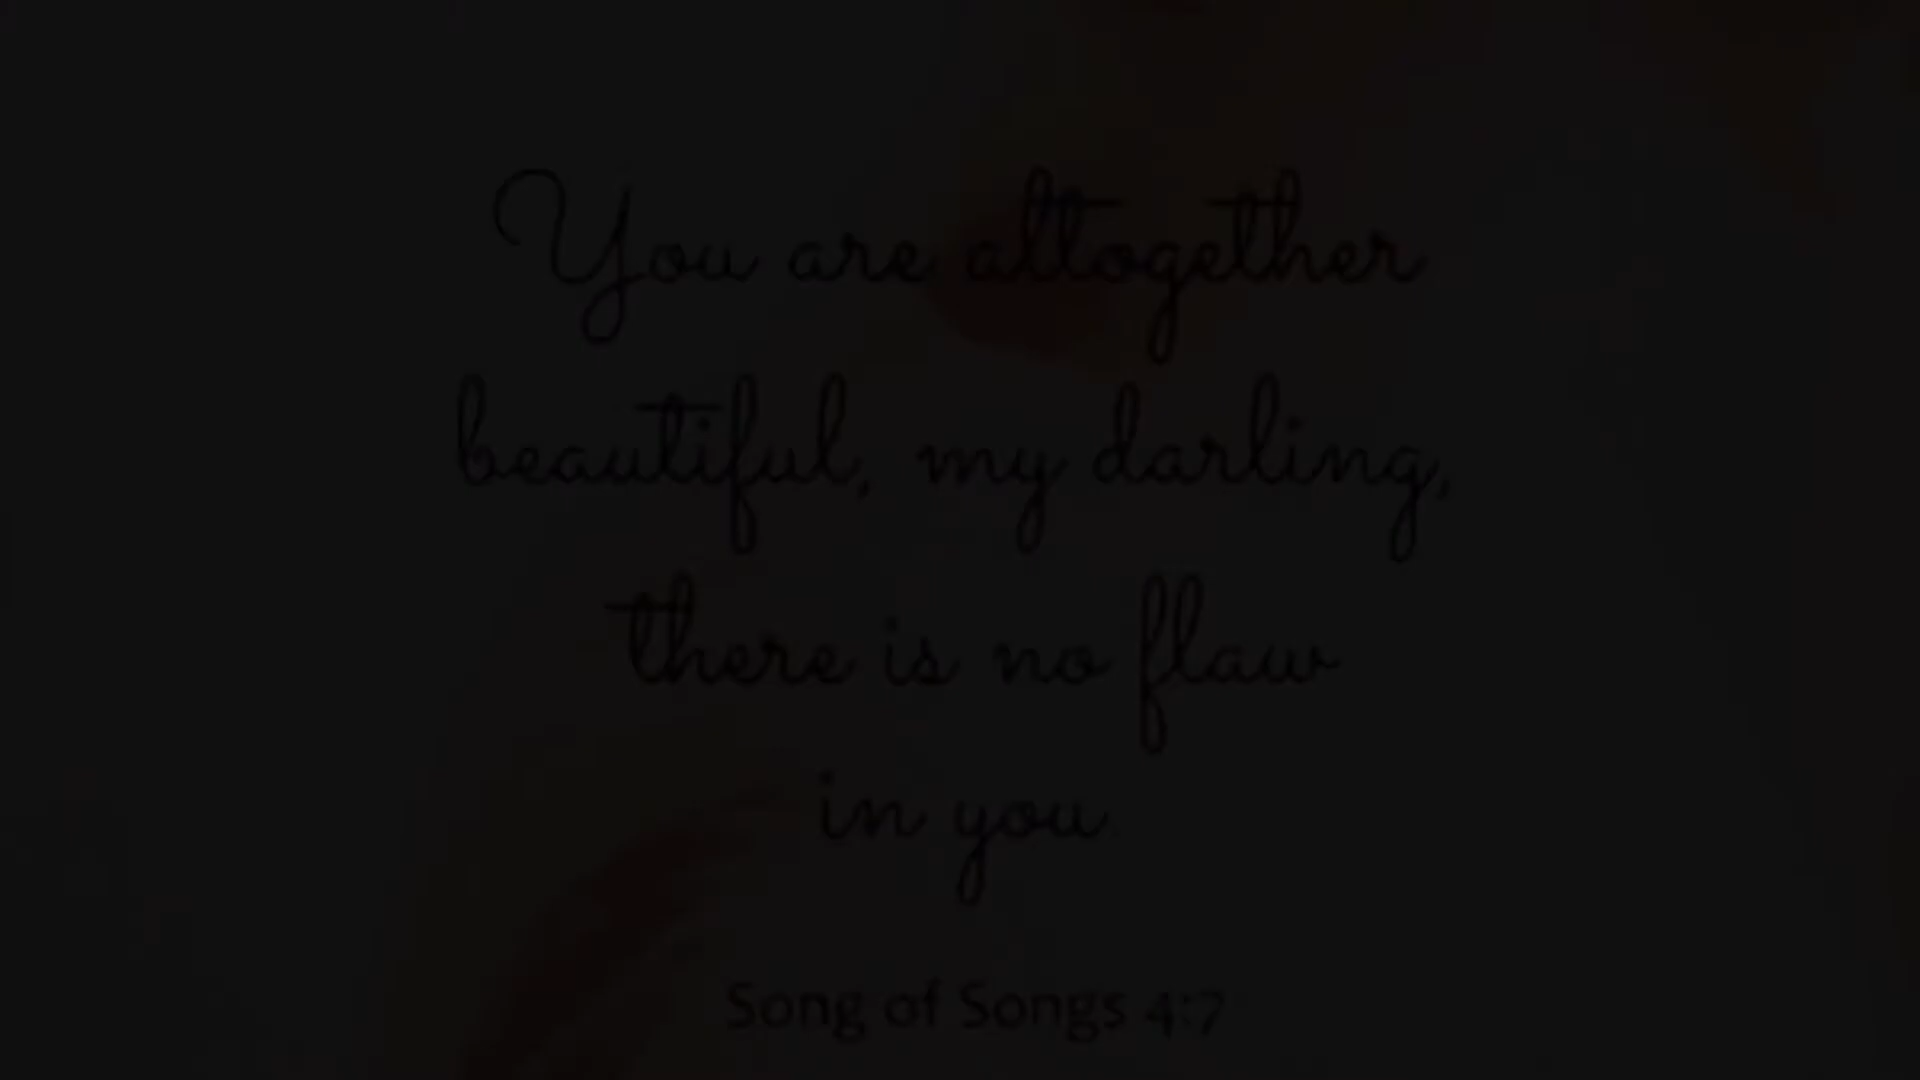 You are altogether
beautiful, my darling,
there is no flaw
in you
Song of Songs 4:7